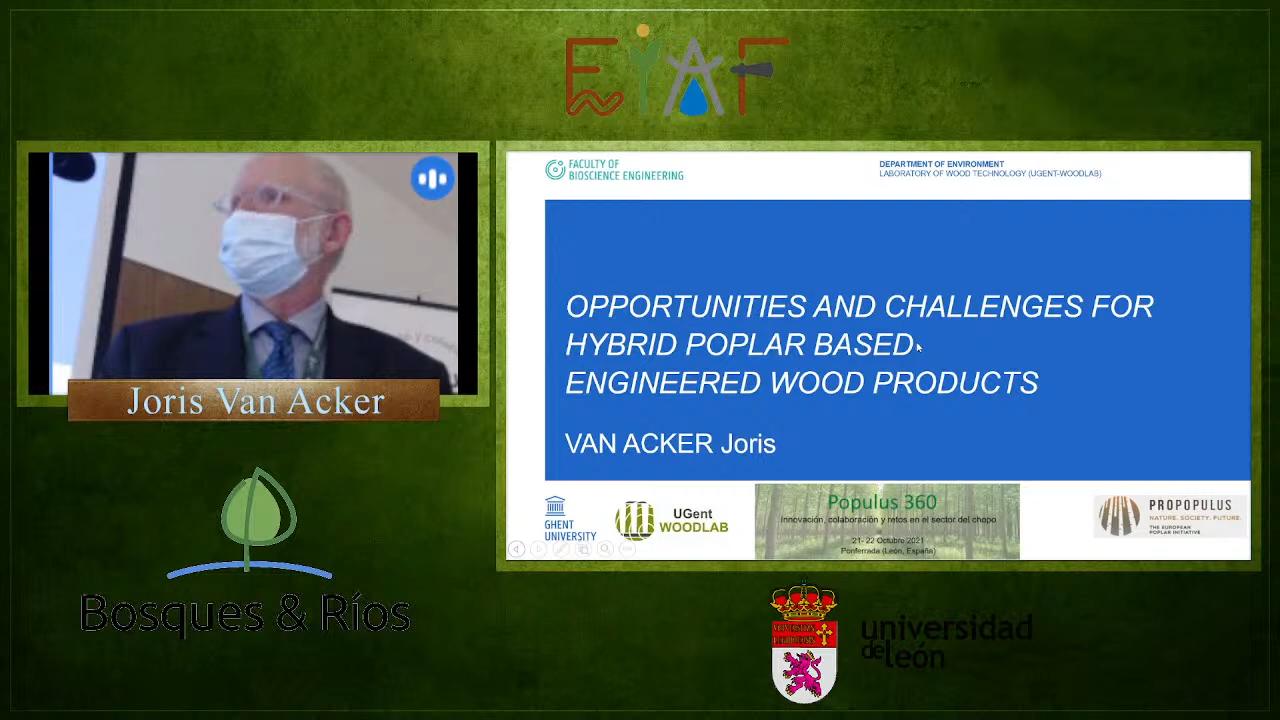 EIAF
FACULTY OF
BIOSCIENCE ENGINEERING
DEPARTMENT OF ENVIRONMENT
LABORATORY OF WOOD TECHNOLOGY (UGENT-WOODLAB)
OPPORTUNITIES AND CHALLENGES FOR
HYBRID POPLAR BASED
ENGINEERED WOOD PRODUCTS
VAN ACKER Joris
Joris Van Acker
GHENT
UNIVERSITY
UGent
WOODLAB
Populus 360
Innovación, colaboración y retos en el sector del chopo
21- 22 Octubre 2021
Ponferrada (León, España)
PROPOPULUS
NATURE. SOCIETY. FUTURE.
THE EUROPEAN
POPLAR INITIATIVE
Bosques & Ríos
universidad
de león